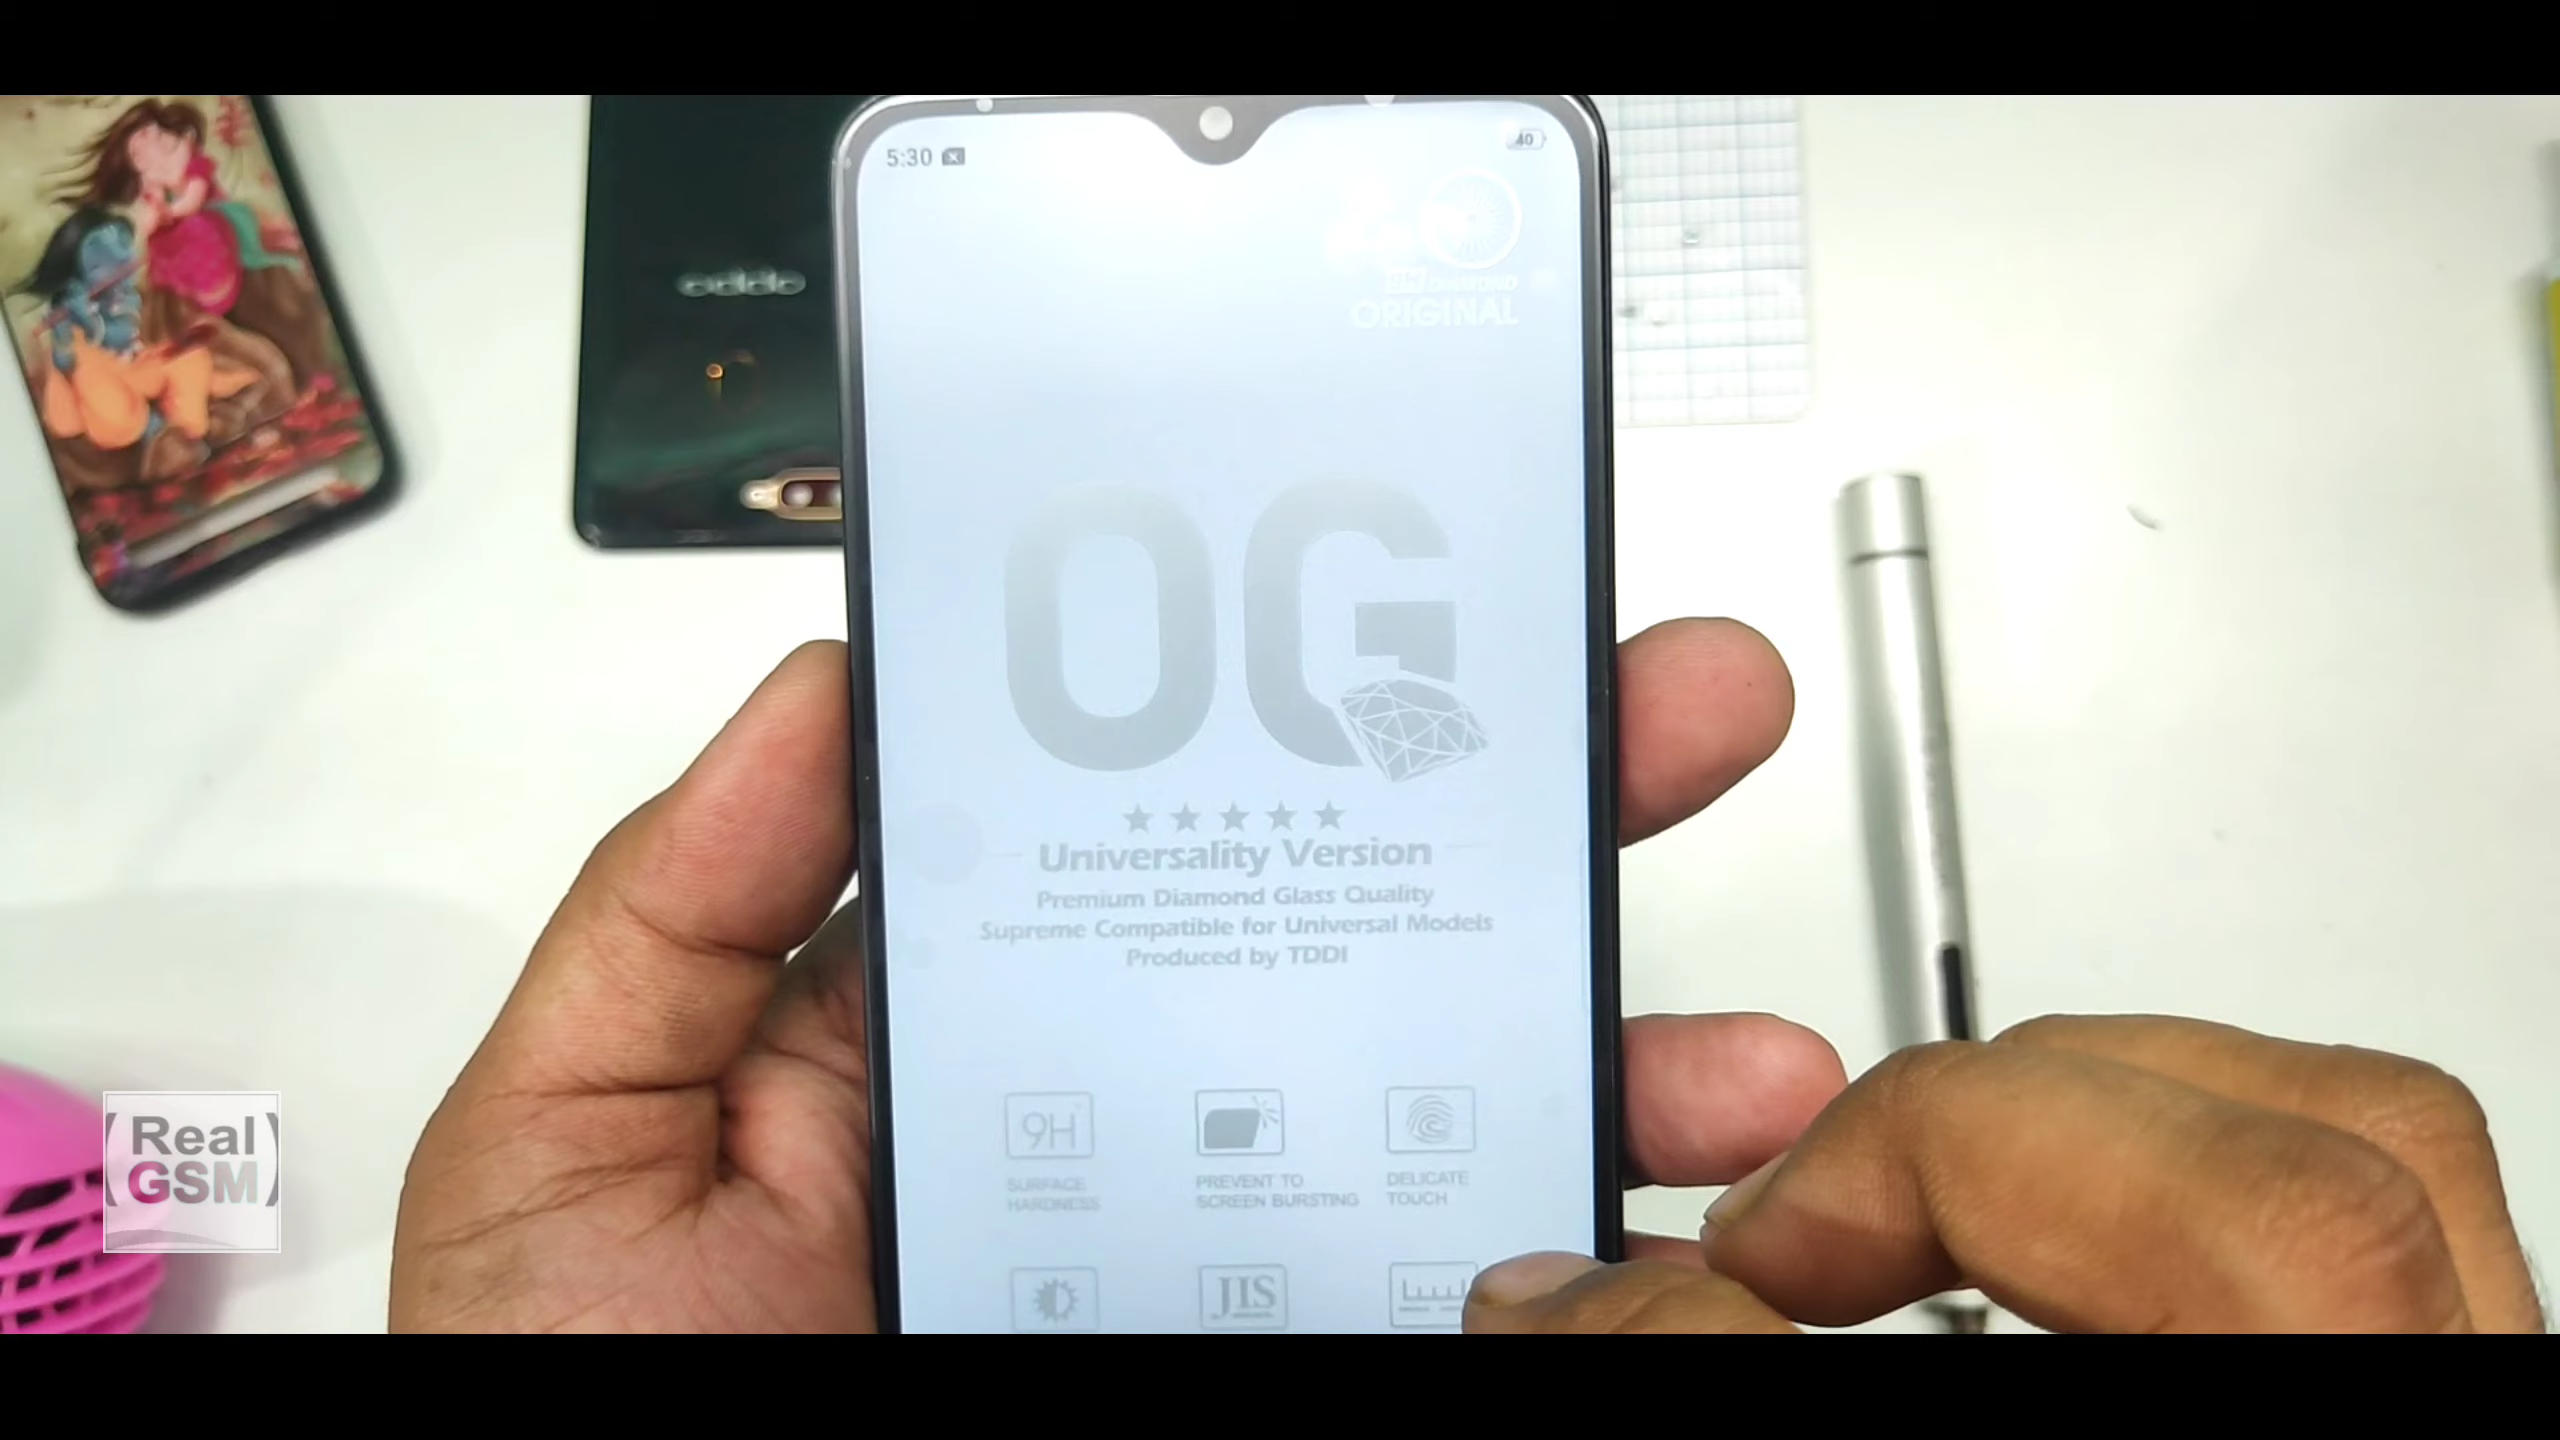 5:30
40
DIAMOND
ORIGINAL
OG
Universality Version
Premium Diamond Glass Quality
Supreme Compatible for Universal Models
Produced by TDDI
9H
SURFACE
HARDNESS
PREVENT TO
SCREEN BURSTING
DELICATE
TOUCH
JIS
Real
GSM